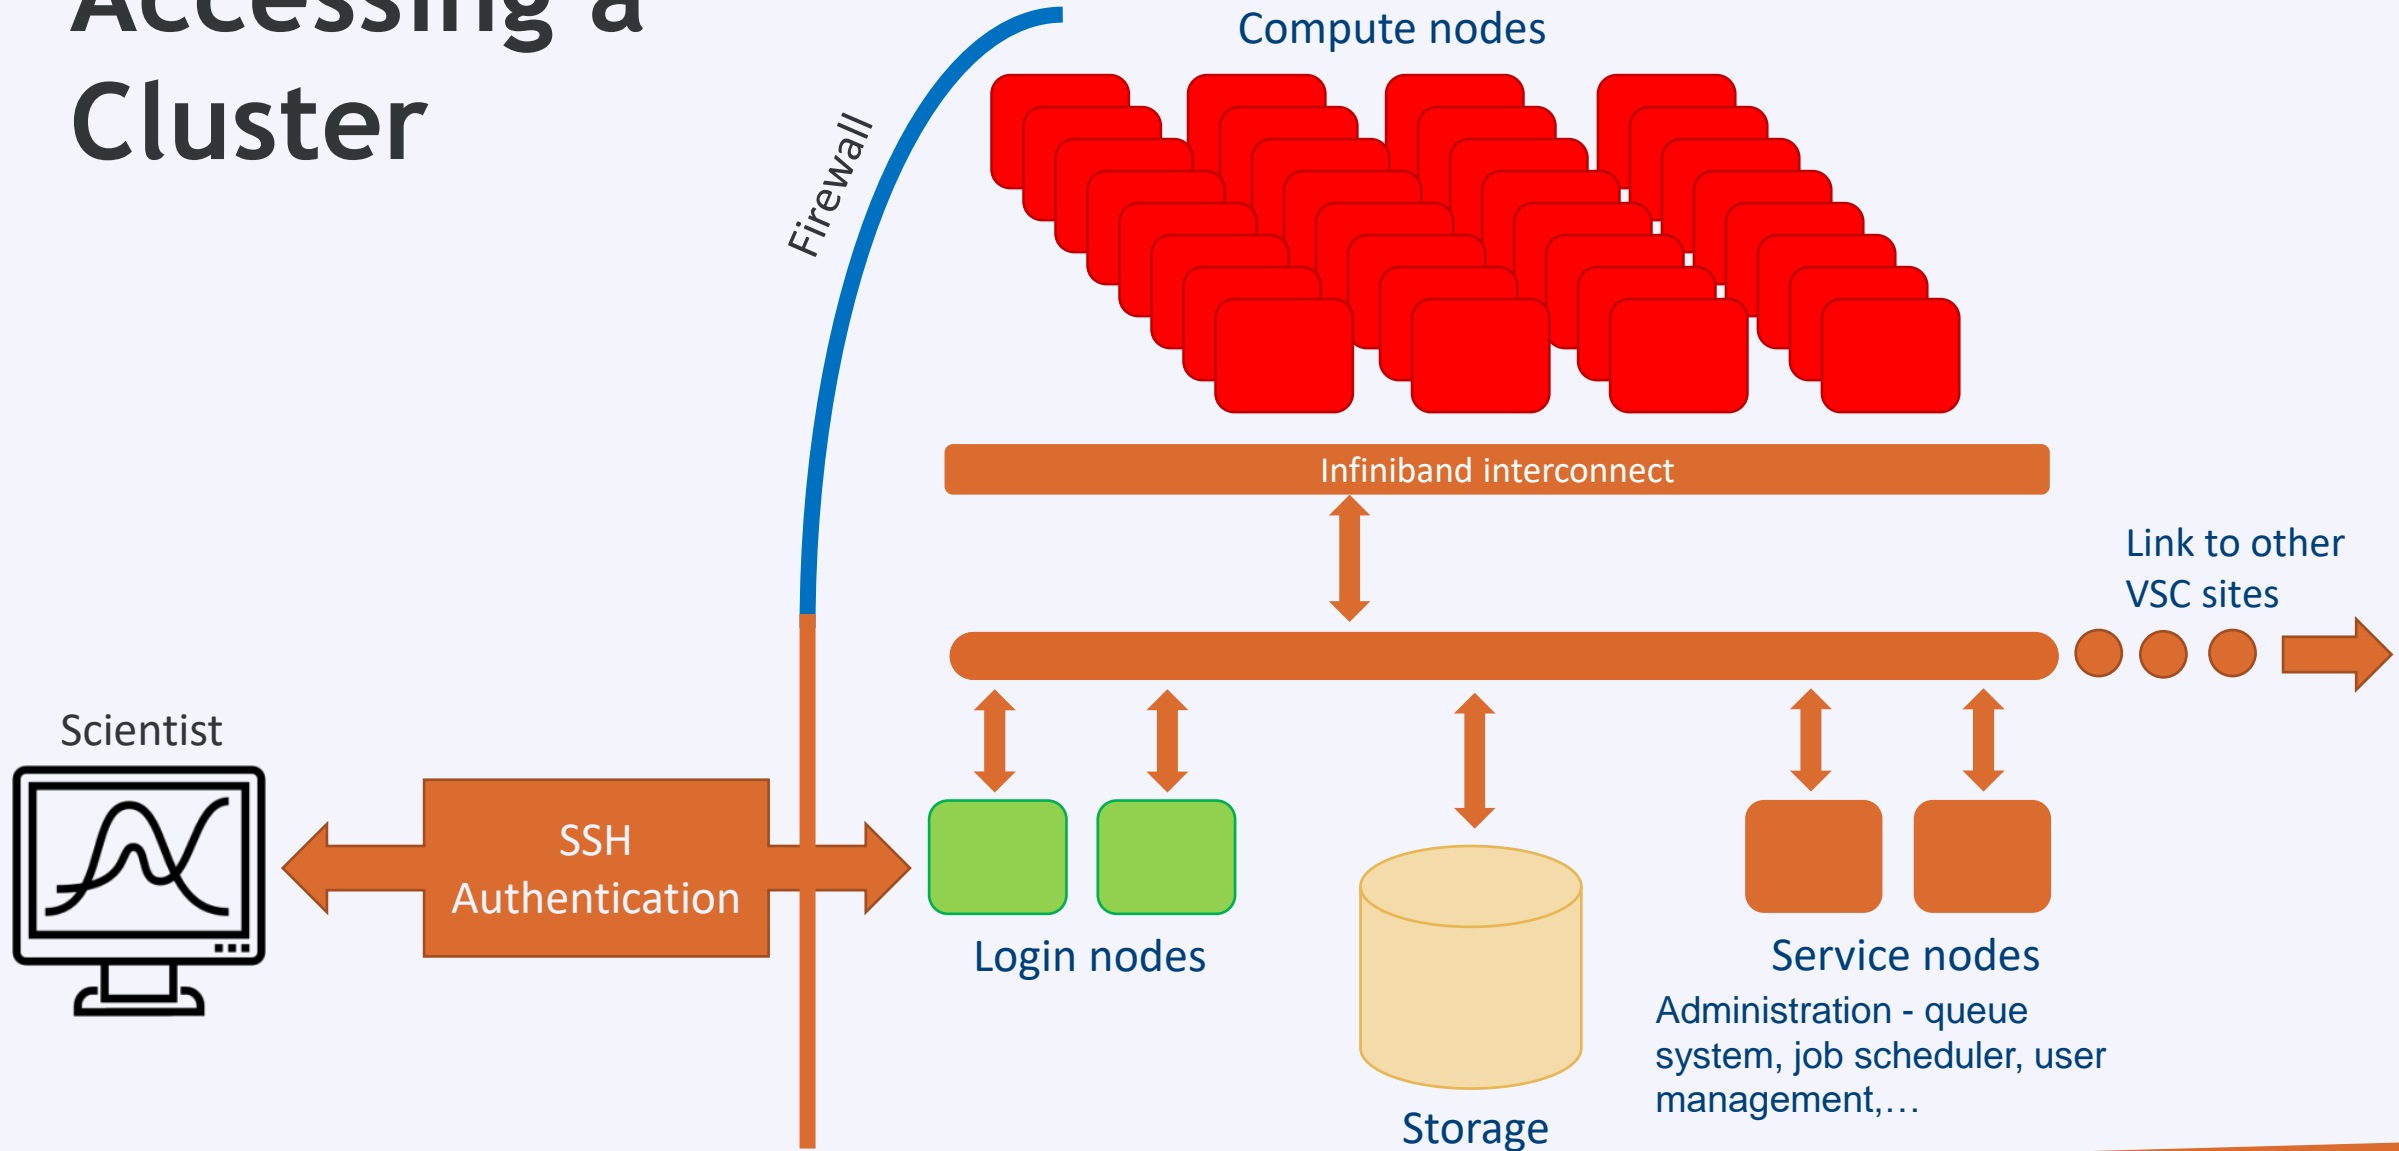 Accessing a
Cluster
Compute nodes
Firewall
Infiniband interconnect
Link to other
VSC sites
Scientist
SSH
Authentication
Login nodes
Storage
Service nodes
Administration - queue
system, job scheduler, user
management,…